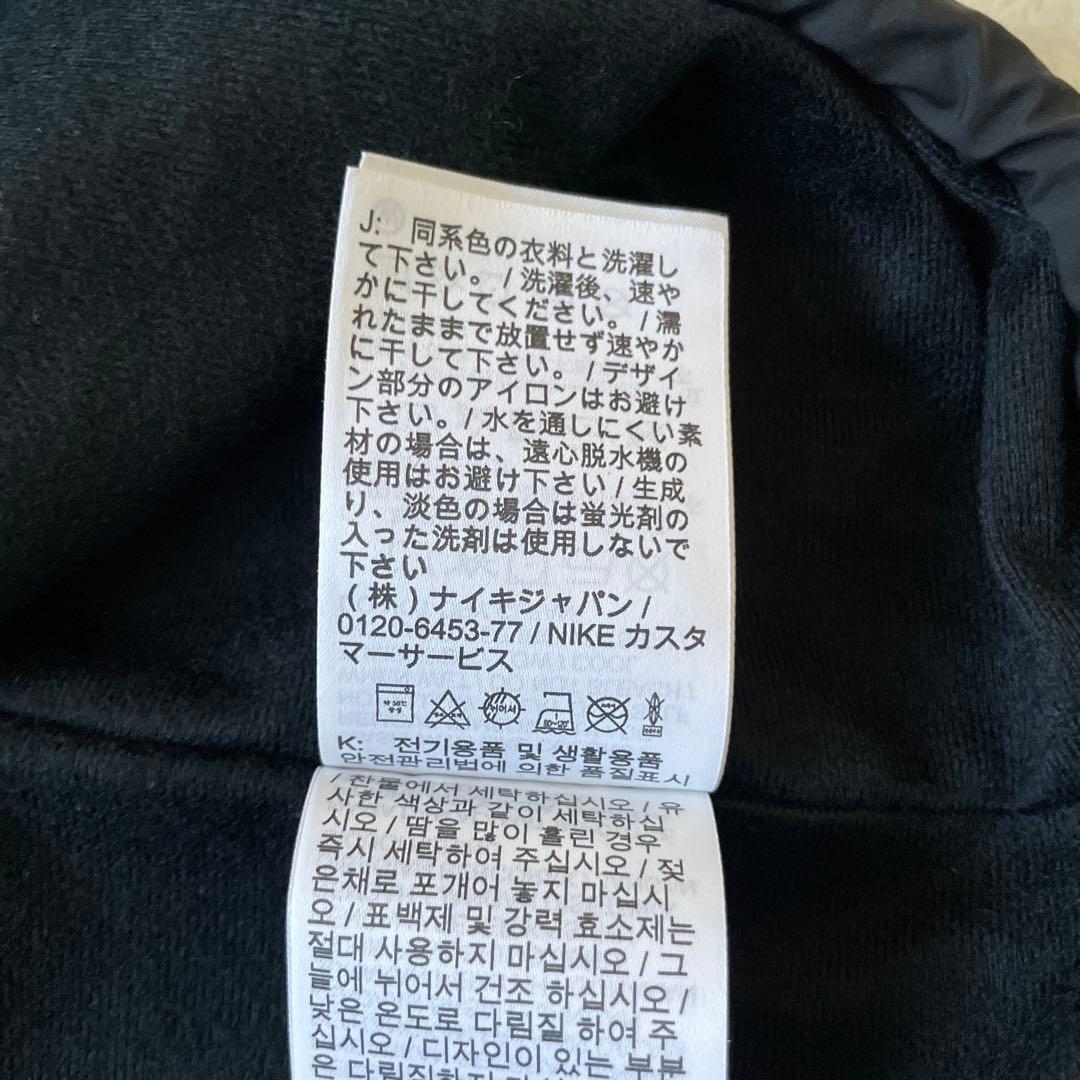 J: 同系色の衣料と洗濯し
て下さい。/ 洗濯後、速や
かに干してください。/ 濡
れたままで放置せず速やか
に干して下さい。/ デザイ
ン部分のアイロンはお避け
下さい。/ 水を通しにくい素
材の場合は、遠心脱水機の
使用はお避け下さい / 生成
り、淡色の場合は蛍光剤の
入った洗剤は使用しないで
下さい
(株) ナイキジャパン /
0120-6453-77 / NIKE カスタ
マーサービス
뉘어서
80~120
K: 전기용품 및 생활용품
안전관리법에 의한 품질표시
/ 찬물에서 세탁하십시오 / 유
사한 색상과 같이 세탁하십
시오 / 땀을 많이 흘린 경우
즉시 세탁하여 주십시오 / 젖
은채로 포개어 놓지 마십시
오 / 표백제 및 강력 효소제는
절대 사용하지 마십시오 / 그
늘에 뉘어서 건조 하십시오 /
낮은 온도로 다림질 하여 주
십시오 / 디자인이 있는 부분
은 다림질하지